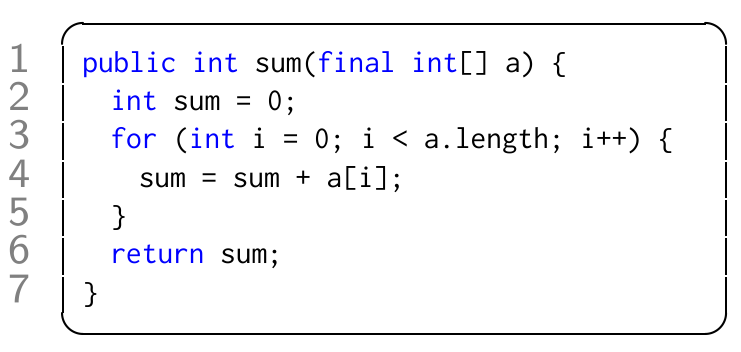 1 public int sum(final int[] a) {
2 int sum = 0;
3 for (int i = 0; i < a.length; i++) {
4 sum = sum + a[i];
5 }
6 return sum;
7 }